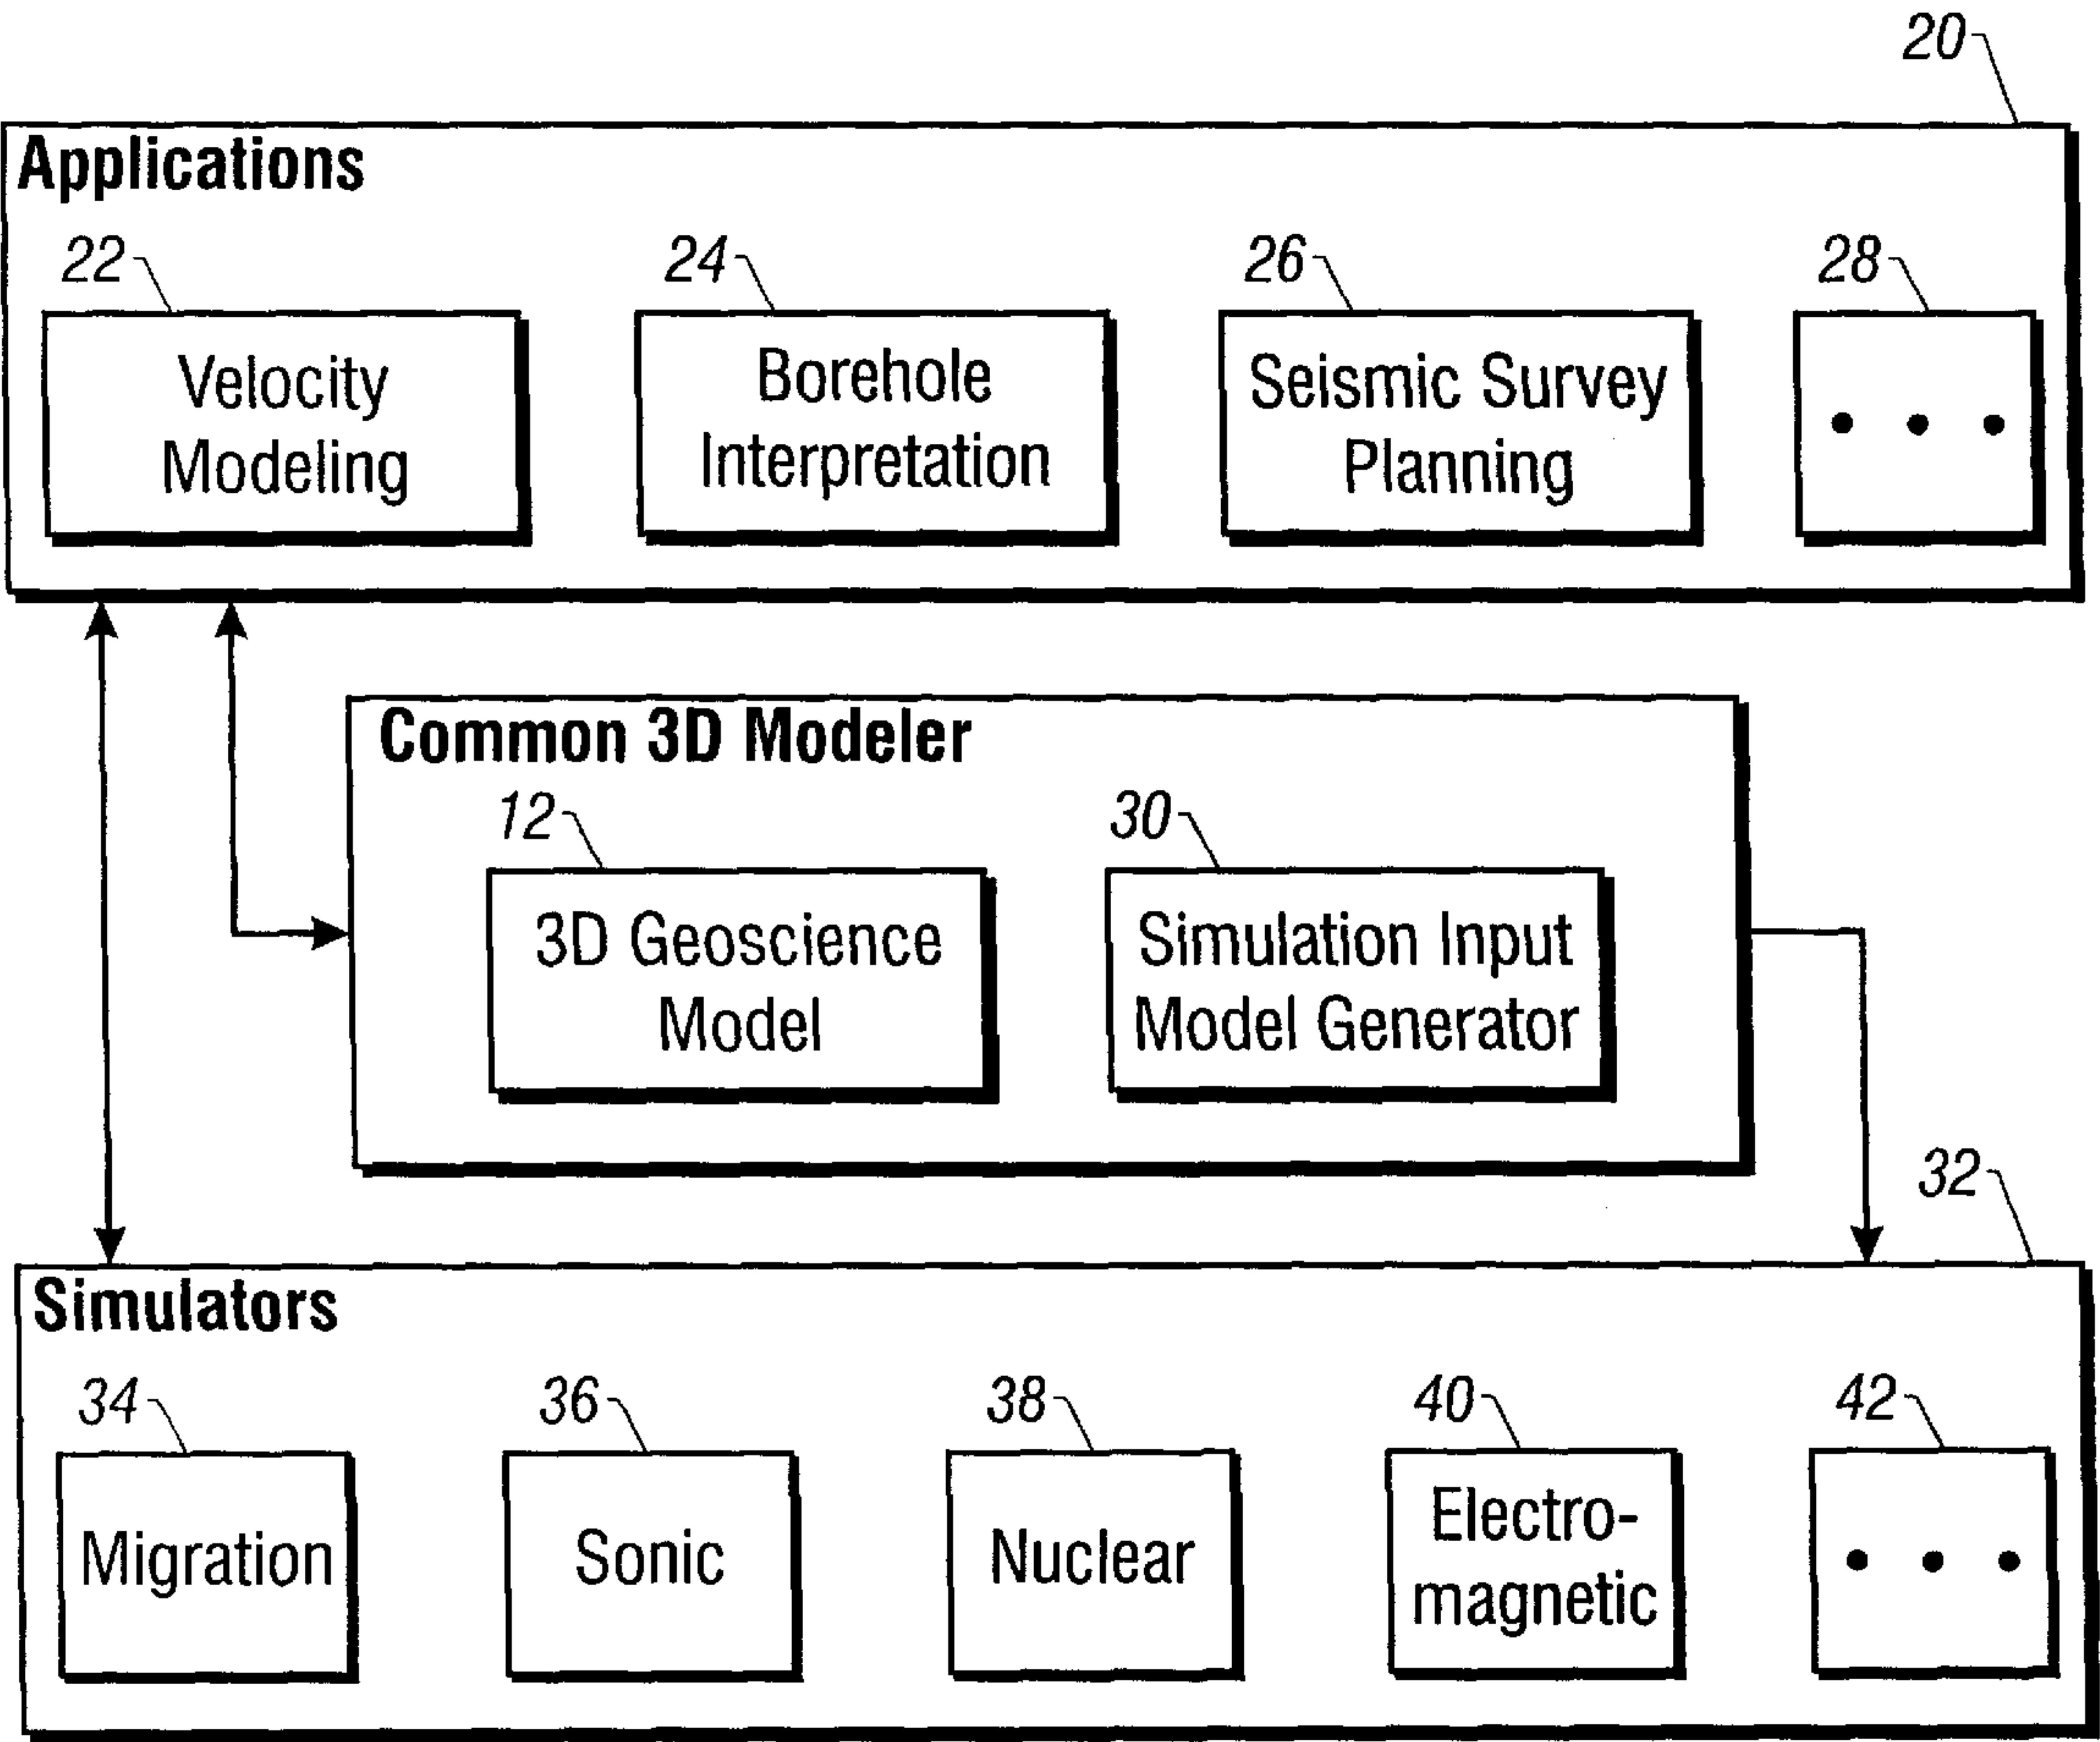 20
Applications
22
24
26
28
Velocity
Modeling
Borehole
Interpretation
Seismic Survey
Planning
• • •
Common 3D Modeler
12
30
3D Geoscience
Model
Simulation Input
Model Generator
32
Simulators
34
36
38
40
42
Migration
Sonic
Nuclear
Electro-
magnetic
• • •